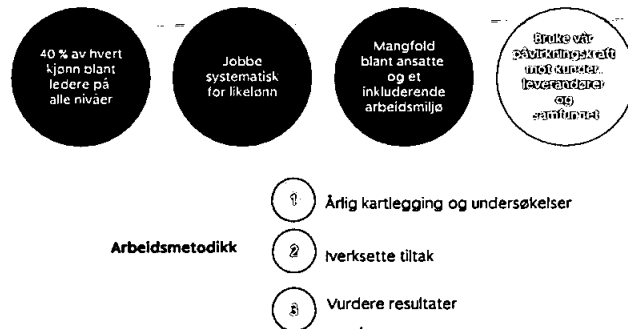 40 % av hvert
kjønn blant
ledere på
alle nivåer
Jobbe
systematisk
for likelønn
Mangfold
blant ansatte
og et
inkluderende
arbeidsmiljø
Bruke vår
påvirkningskraft
mot kunder,
leverandører
og
samfunnet
Arbeidsmetodikk
1 Årlig kartlegging og undersøkelser
2 Iverksette tiltak
3 Vurdere resultater